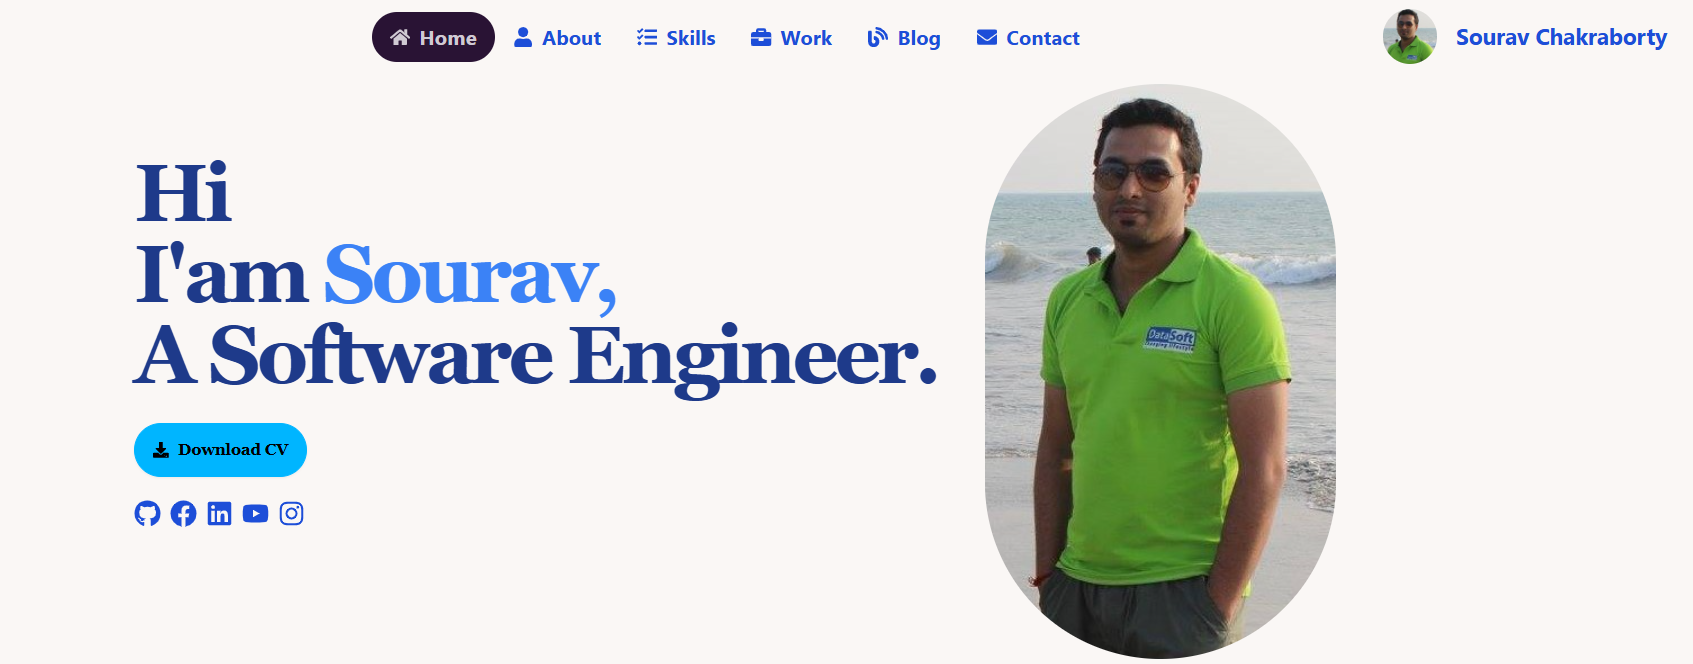 Home About Skills Work Blog Contact Sourav Chakraborty
Hi
I'am Sourav,
A Software Engineer.
Download CV
DataSoft